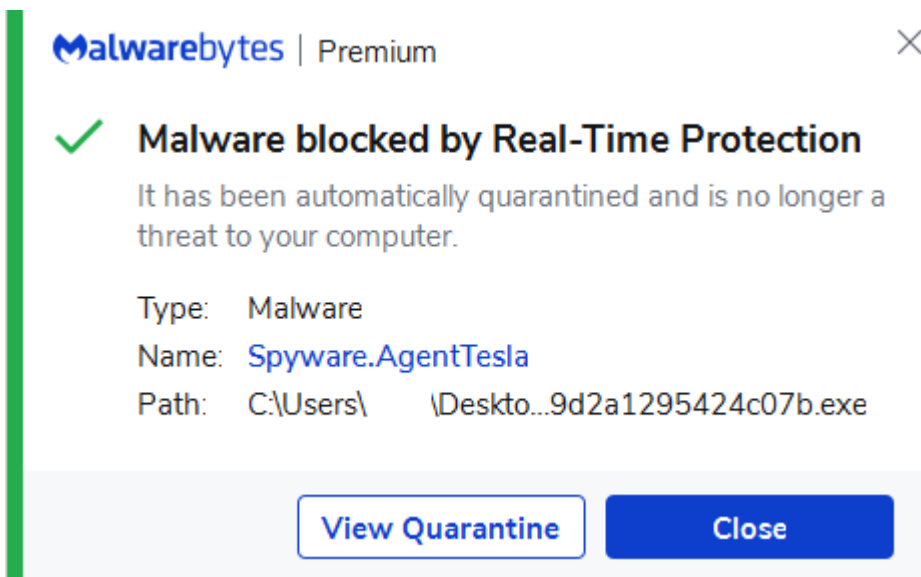 Malwarebytes | Premium
Malware blocked by Real-Time Protection
It has been automatically quarantined and is no longer a
threat to your computer.
Type: Malware
Name: Spyware.AgentTesla
Path: C:\Users\ \Deskto...9d2a1295424c07b.exe
View Quarantine Close